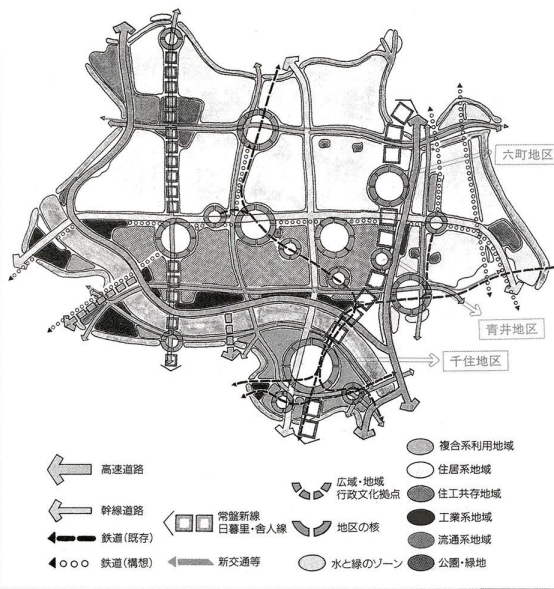 六町地区
青井地区
千住地区
高速道路
幹線道路
鉄道(既存)
鉄道(構想)
常盤新線
日暮里・舎人線
新交通等
広域・地域
行政文化拠点
地区の核
水と緑のゾーン
複合系利用地域
住居系地域
住工共存地域
工業系地域
流通系地域
公園・緑地